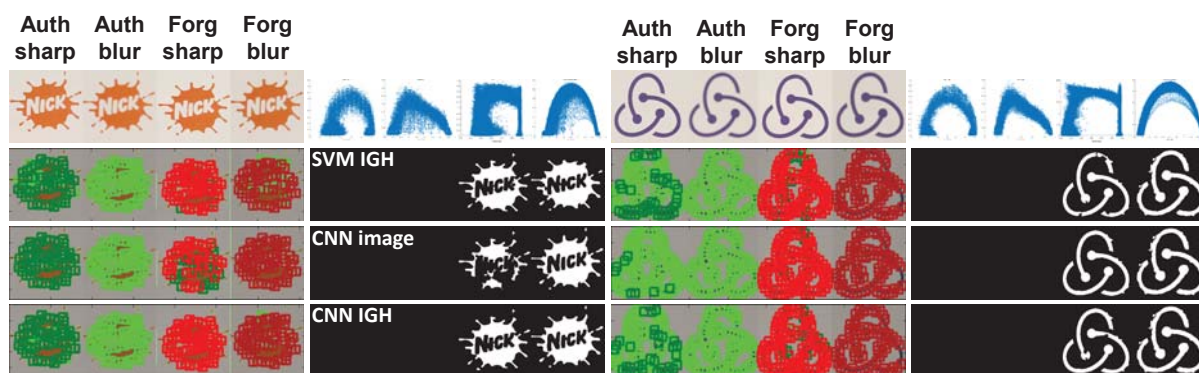 Auth Auth Forg Forg
sharp blur sharp blur
Auth Auth Forg Forg
sharp blur sharp blur
NICK NICK NICK NICK
SVM IGH
NICK NICK
CNN image
NICK
CNN IGH
NICK NICK